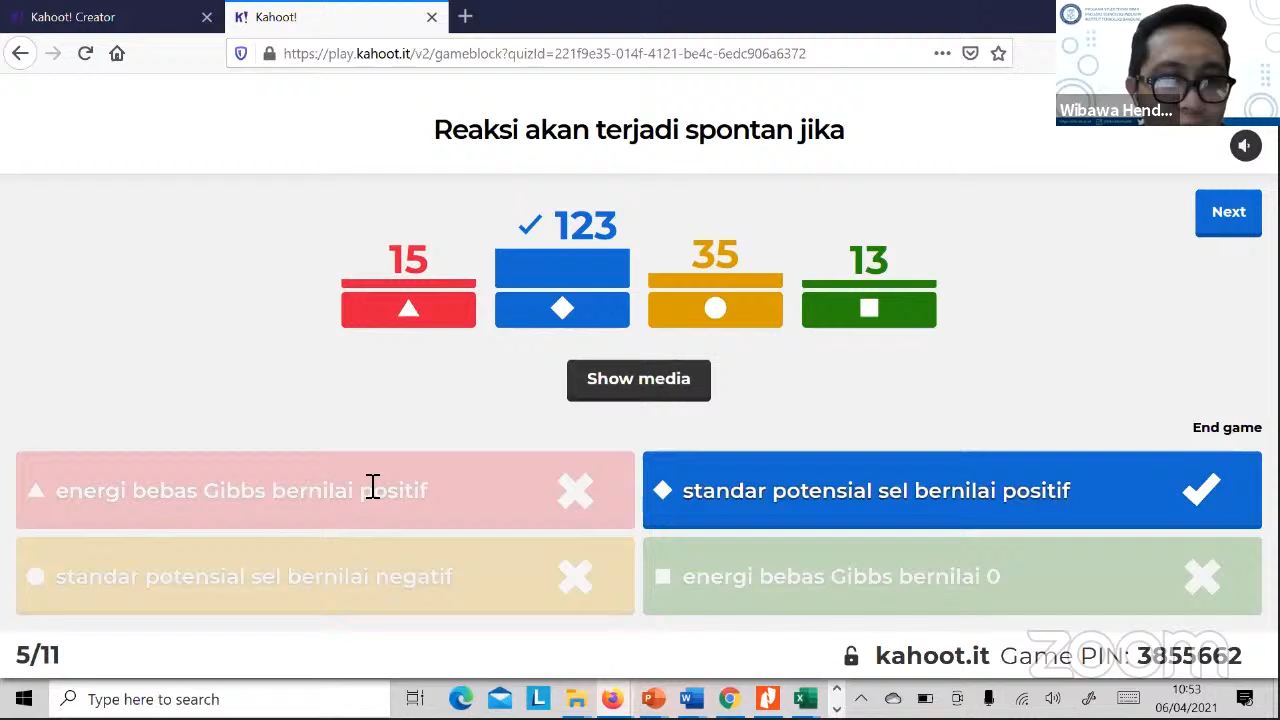 Kahoot! Creator
Kahoot!
https://play.kahoot.it/v2/gameblock?quizId=221f9e35-014f-4121-be4c-6edc906a6372
Wibawa Hend...
Reaksi akan terjadi spontan jika
Next
15
123
35
13
Show media
End game
energi bebas Gibbs bernilai positif
standar potensial sel bernilai positif
standar potensial sel bernilai negatif
energi bebas Gibbs bernilai 0
5/11
kahoot.it Game PIN: 3855662
zoom
Type here to search
10:53
06/04/2021